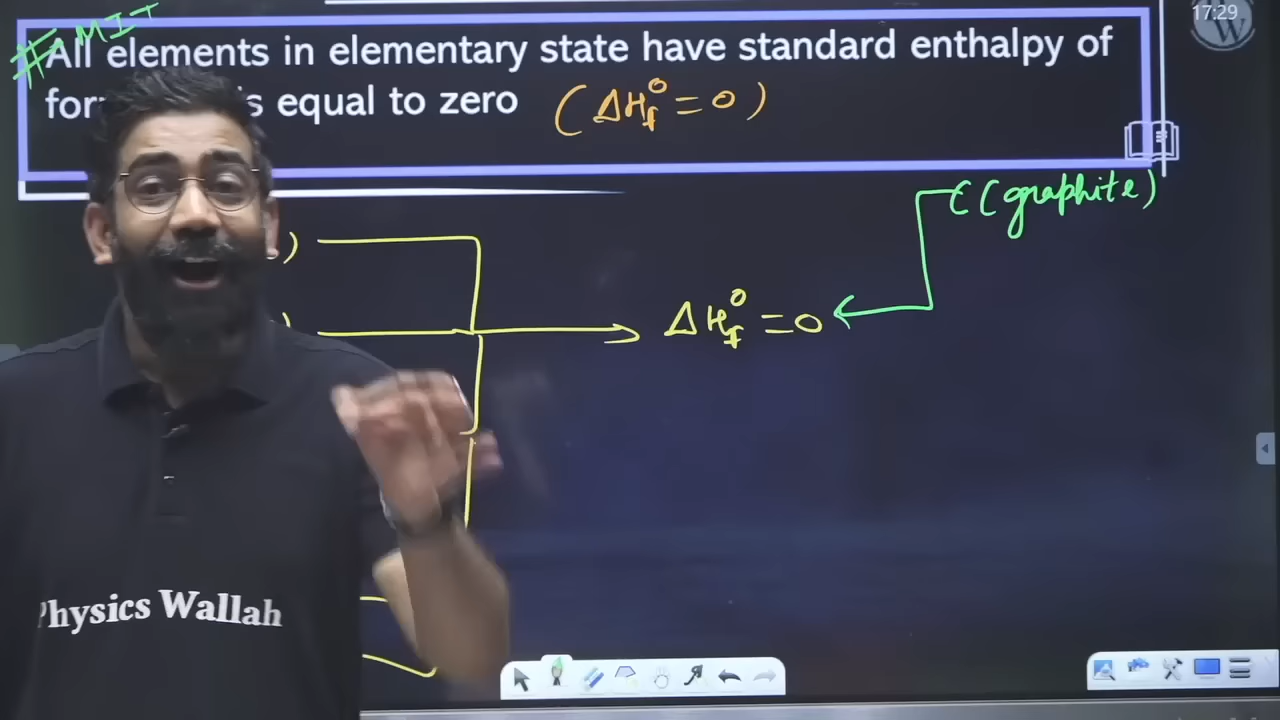 # MIT
17:29
All elements in elementary state have standard enthalpy of
is equal to zero (ΔH°f = 0)
C (graphite)
)
)
ΔH°f = 0
Physics Wallah